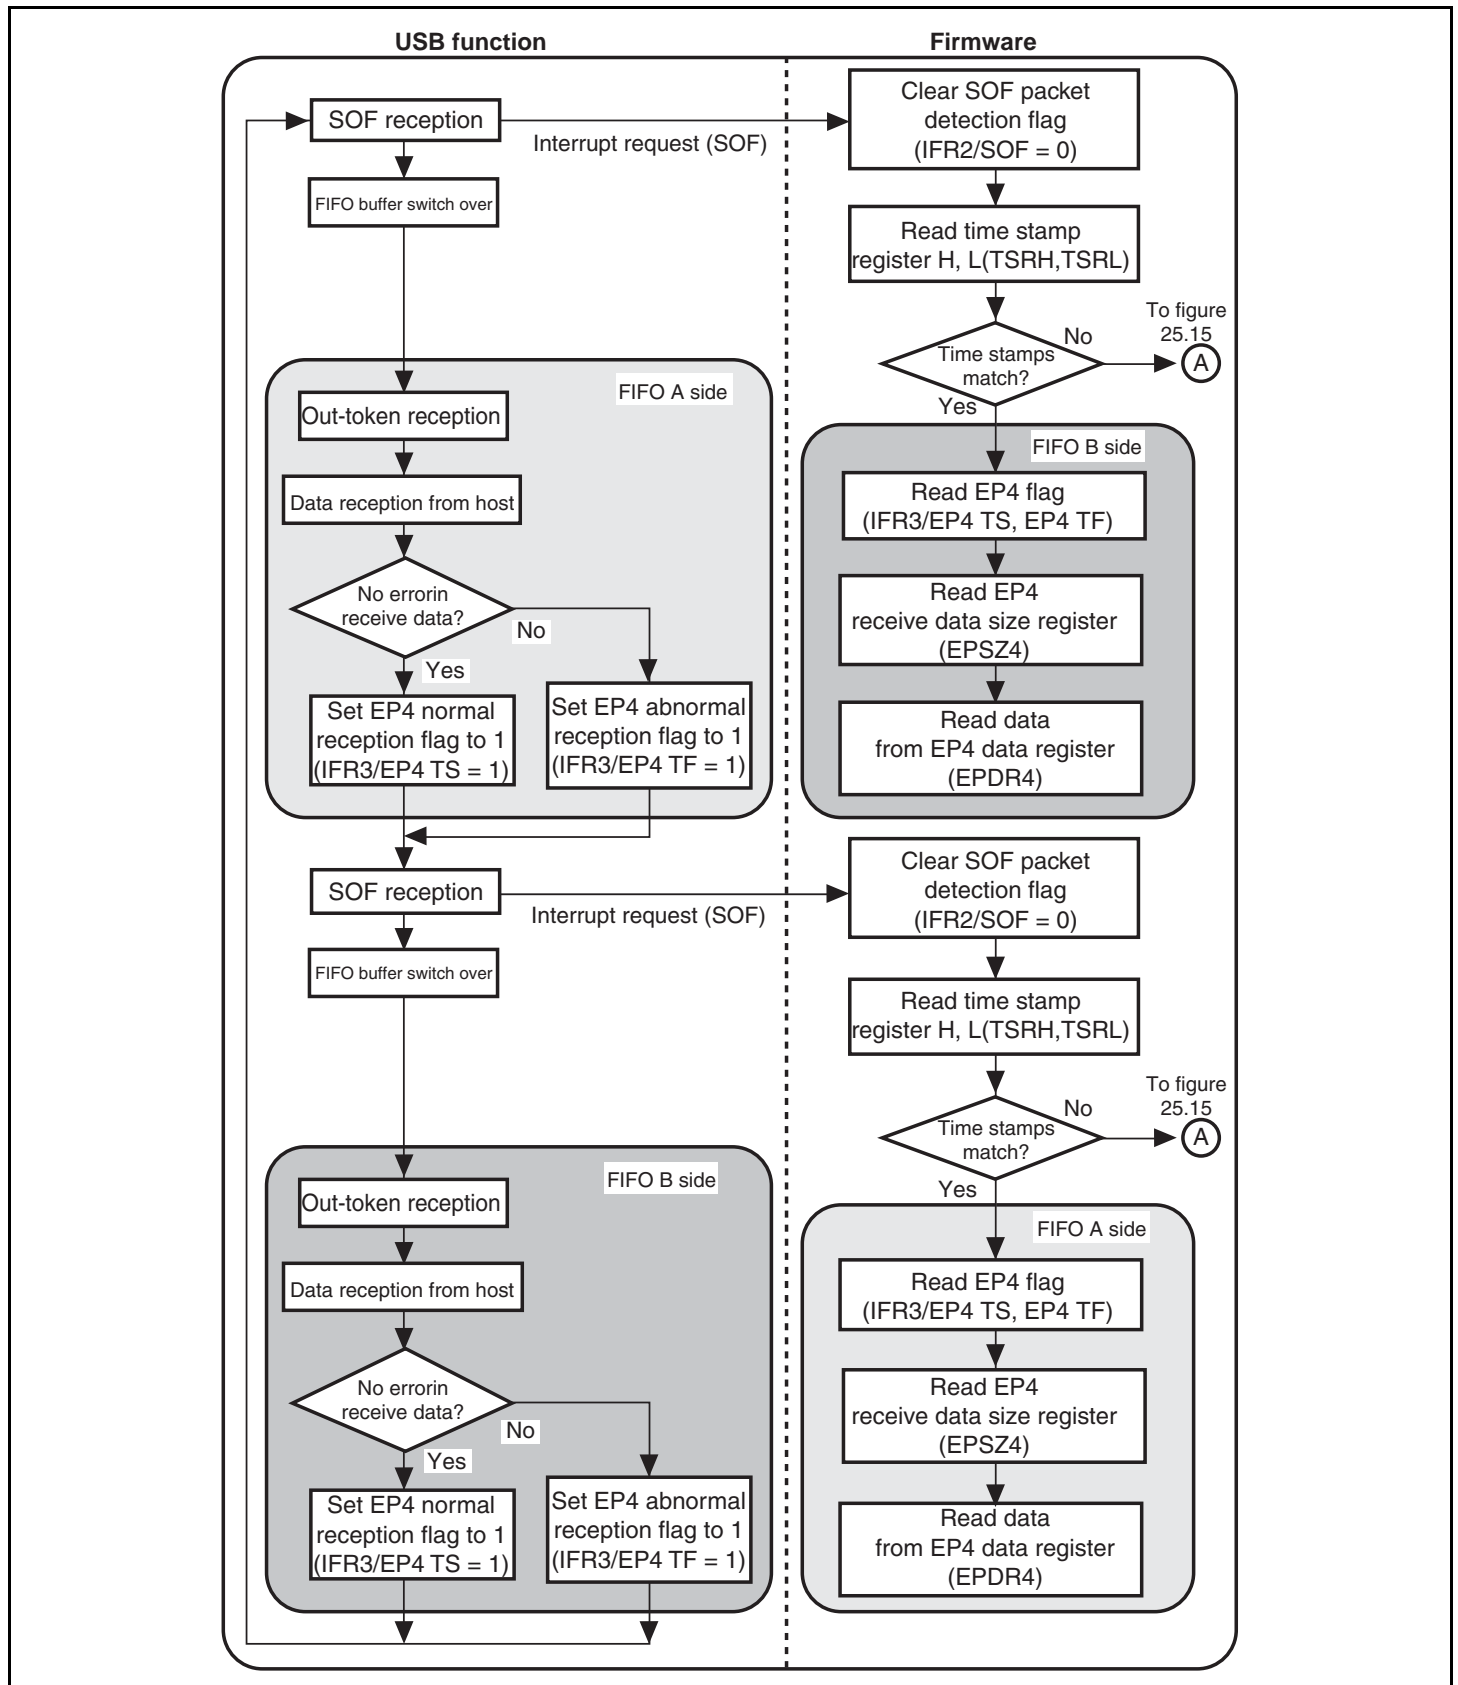 USB function
Firmware
SOF reception
Interrupt request (SOF)
Clear SOF packet
detection flag
(IFR2/SOF = 0)
FIFO buffer switch over
Read time stamp
register H, L(TSRH,TSRL)
Time stamps
match?
No
To figure
25.15
A
Yes
FIFO A side
Out-token reception
Data reception from host
No errorin
receive data?
No
Yes
Set EP4 normal
reception flag to 1
(IFR3/EP4 TS = 1)
Set EP4 abnormal
reception flag to 1
(IFR3/EP4 TF = 1)
FIFO B side
Read EP4 flag
(IFR3/EP4 TS, EP4 TF)
Read EP4
receive data size register
(EPSZ4)
Read data
from EP4 data register
(EPDR4)
SOF reception
Interrupt request (SOF)
Clear SOF packet
detection flag
(IFR2/SOF = 0)
FIFO buffer switch over
Read time stamp
register H, L(TSRH,TSRL)
Time stamps
match?
No
To figure
25.15
A
Yes
FIFO B side
Out-token reception
Data reception from host
No errorin
receive data?
No
Yes
Set EP4 normal
reception flag to 1
(IFR3/EP4 TS = 1)
Set EP4 abnormal
reception flag to 1
(IFR3/EP4 TF = 1)
FIFO A side
Read EP4 flag
(IFR3/EP4 TS, EP4 TF)
Read EP4
receive data size register
(EPSZ4)
Read data
from EP4 data register
(EPDR4)